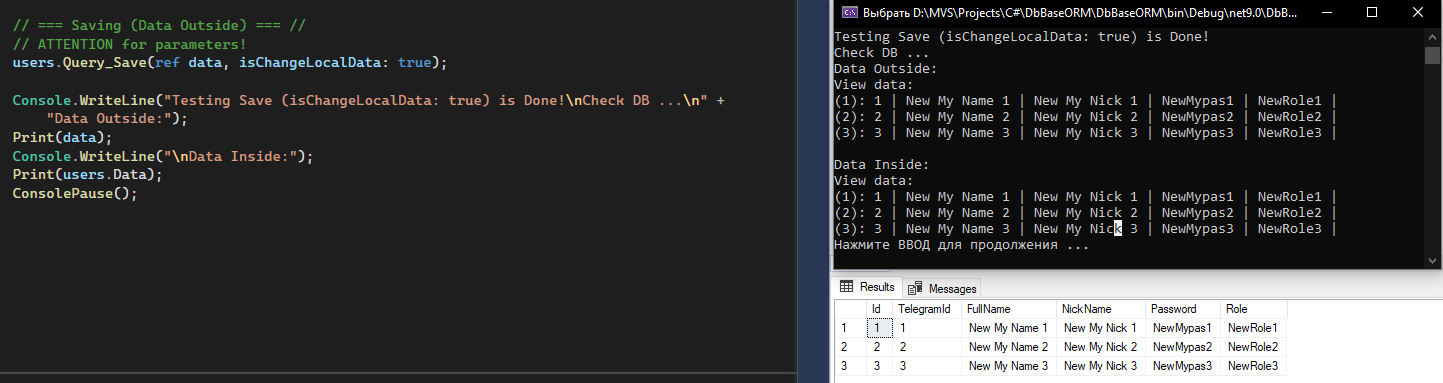 // === Saving (Data Outside) === //
// ATTENTION for parameters!
users.Query_Save(ref data, isChangeLocalData: true);
Console.WriteLine("Testing Save (isChangeLocalData: true) is Done!\nCheck DB ...\n" +
"Data Outside:");
Print(data);
Console.WriteLine("\nData Inside:");
Print(users.Data);
ConsolePause();
Выбрать D:\MVS\Projects\C#\DbBaseORM\DbBaseORM\bin\Debug\net9.0\DbB...
Testing Save (isChangeLocalData: true) is Done!
Check DB ...
Data Outside:
View data:
(1): 1 | New My Name 1 | New My Nick 1 | NewMypas1 | NewRole1 |
(2): 2 | New My Name 2 | New My Nick 2 | NewMypas2 | NewRole2 |
(3): 3 | New My Name 3 | New My Nick 3 | NewMypas3 | NewRole3 |
Data Inside:
View data:
(1): 1 | New My Name 1 | New My Nick 1 | NewMypas1 | NewRole1 |
(2): 2 | New My Name 2 | New My Nick 2 | NewMypas2 | NewRole2 |
(3): 3 | New My Name 3 | New My Nick 3 | NewMypas3 | NewRole3 |
Нажмите ВВОД для продолжения ...
Results Messages
Id TelegramId FullName NickName Password Role
1 1 1 New My Name 1 New My Nick 1 NewMypas1 NewRole1
2 2 2 New My Name 2 New My Nick 2 NewMypas2 NewRole2
3 3 3 New My Name 3 New My Nick 3 NewMypas3 NewRole3